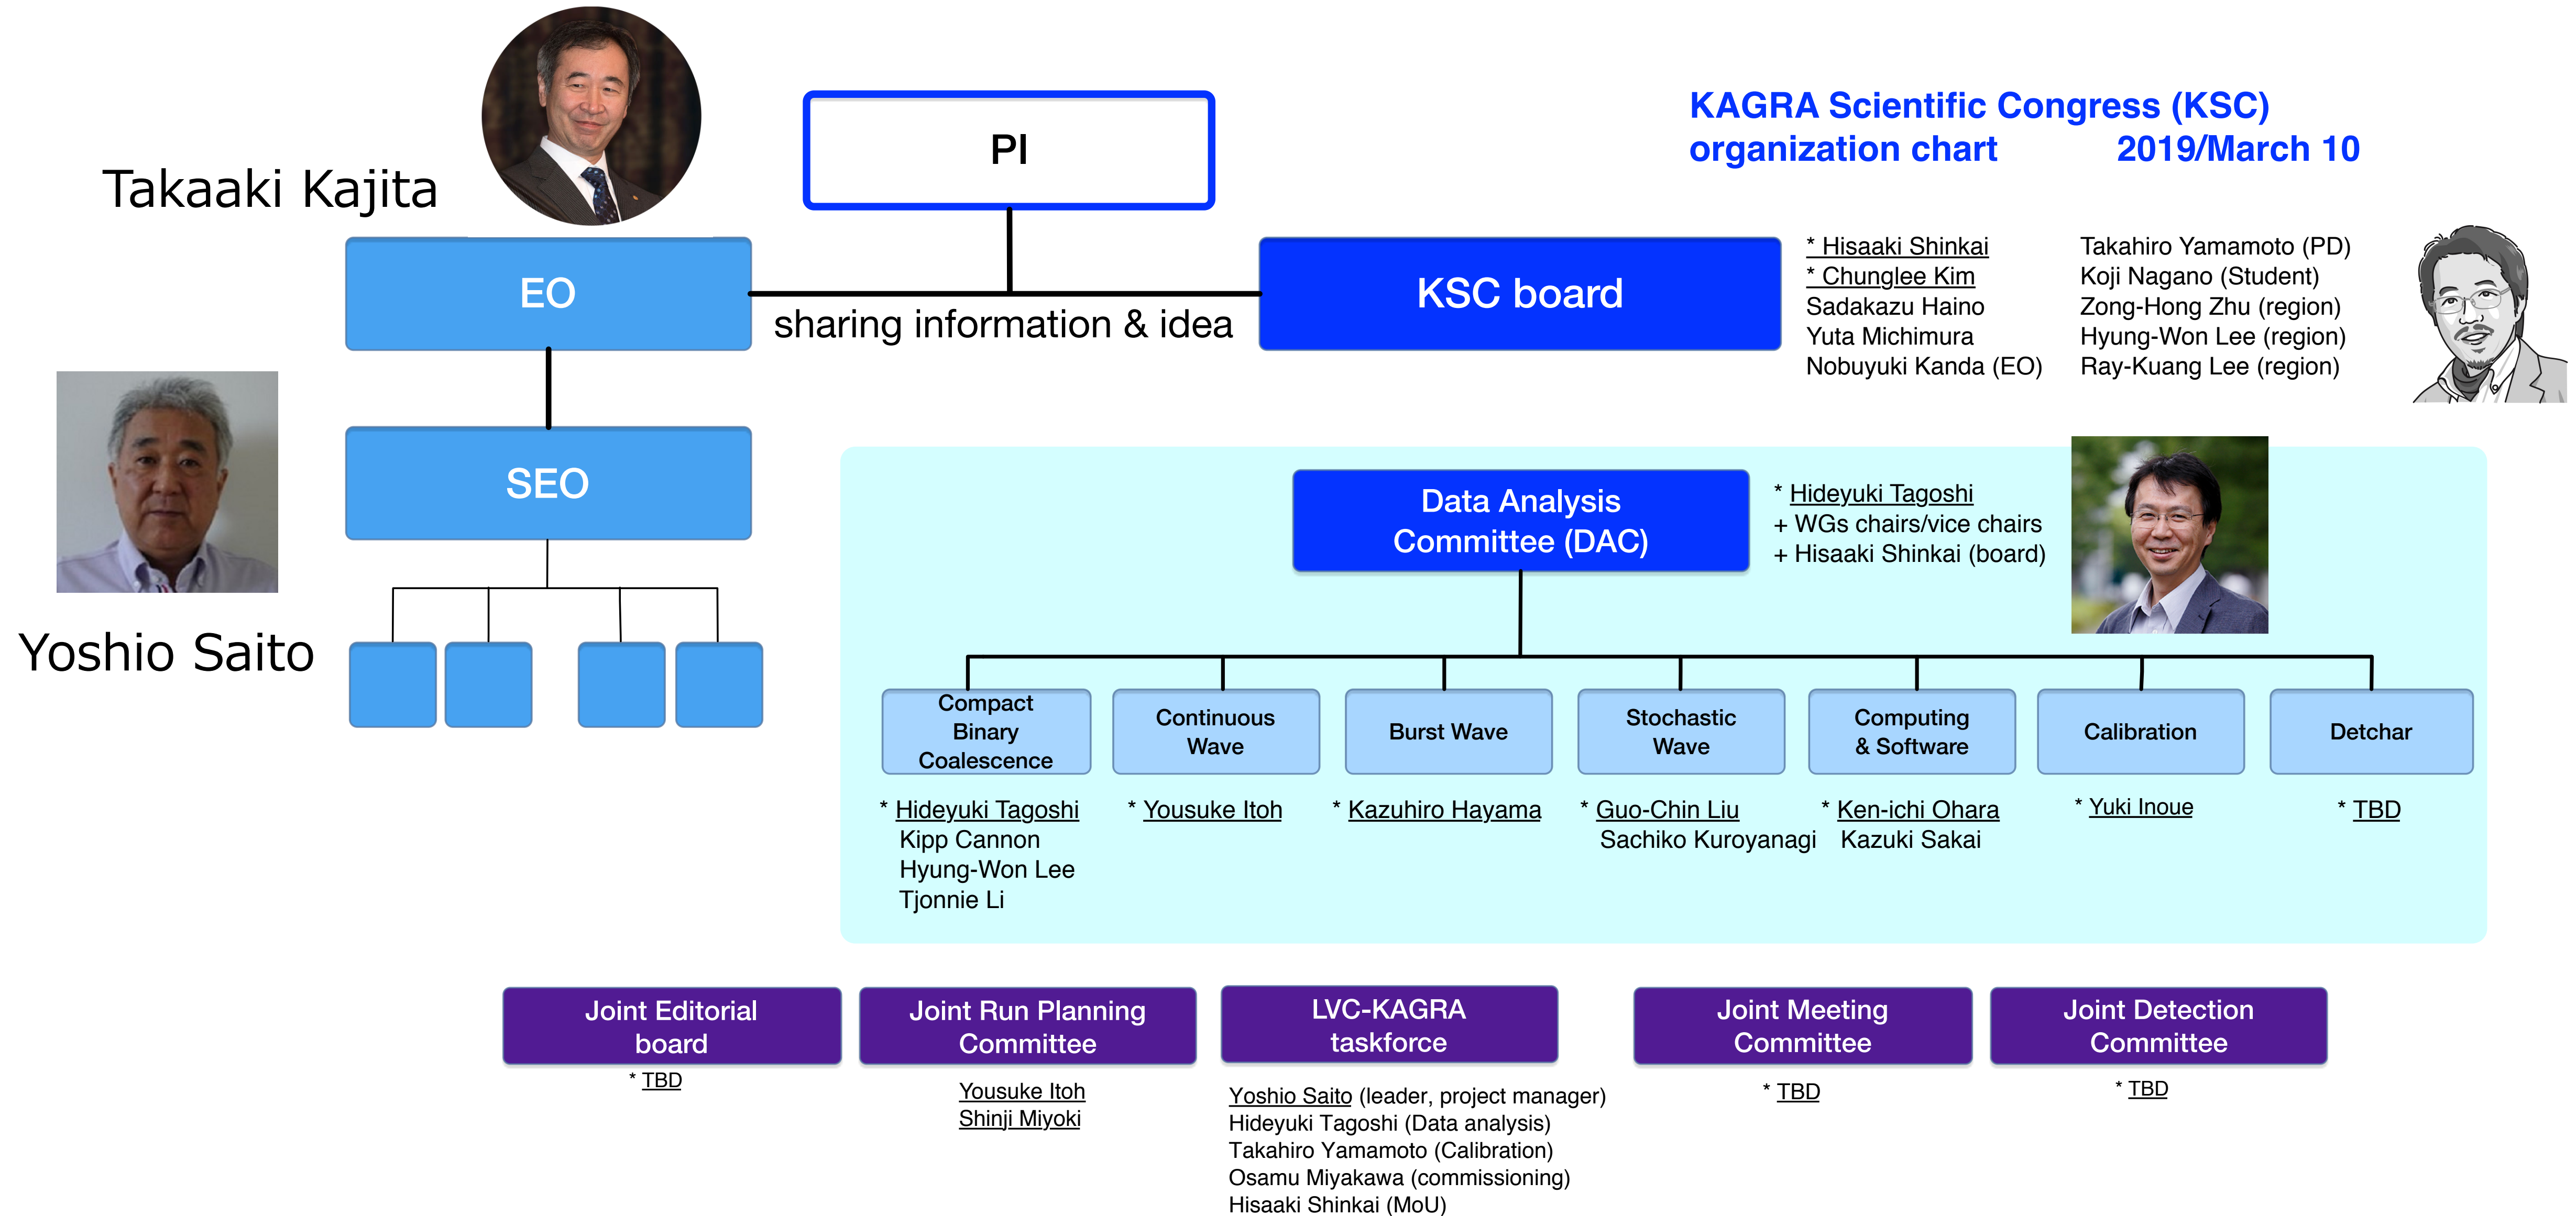 KAGRA Scientific Congress (KSC)
organization chart 2019/March 10
Takaaki Kajita
PI
EO
sharing information & idea
KSC board
* Hisaaki Shinkai
* Chunglee Kim
Sadakazu Haino
Yuta Michimura
Nobuyuki Kanda (EO)
Takahiro Yamamoto (PD)
Koji Nagano (Student)
Zong-Hong Zhu (region)
Hyung-Won Lee (region)
Ray-Kuang Lee (region)
SEO
Yoshio Saito
Data Analysis
Committee (DAC)
* Hideyuki Tagoshi
+ WGs chairs/vice chairs
+ Hisaaki Shinkai (board)
Compact
Binary
Coalescence
* Hideyuki Tagoshi
Kipp Cannon
Hyung-Won Lee
Tjonnie Li
Continuous
Wave
* Yousuke Itoh
Burst Wave
* Kazuhiro Hayama
Stochastic
Wave
* Guo-Chin Liu
Sachiko Kuroyanagi
Computing
& Software
* Ken-ichi Ohara
Kazuki Sakai
Calibration
* Yuki Inoue
Detchar
* TBD
Joint Editorial
board
* TBD
Joint Run Planning
Committee
Yousuke Itoh
Shinji Miyoki
LVC-KAGRA
taskforce
Yoshio Saito (leader, project manager)
Hideyuki Tagoshi (Data analysis)
Takahiro Yamamoto (Calibration)
Osamu Miyakawa (commissioning)
Hisaaki Shinkai (MoU)
Joint Meeting
Committee
* TBD
Joint Detection
Committee
* TBD